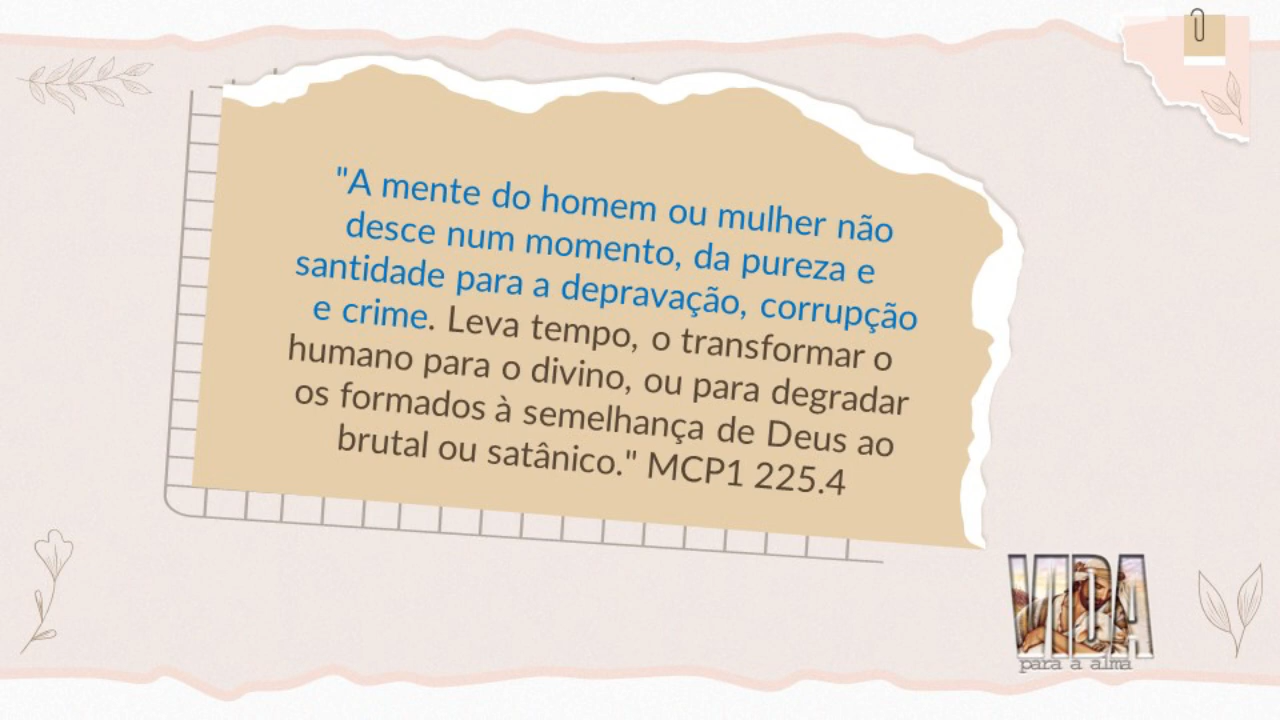 "A mente do homem ou mulher não
desce num momento, da pureza e
santidade para a depravação, corrupção
e crime. Leva tempo, o transformar o
humano para o divino, ou para degradar
os formados à semelhança de Deus ao
brutal ou satânico." MCP1 225.4
VIDA
para a alma